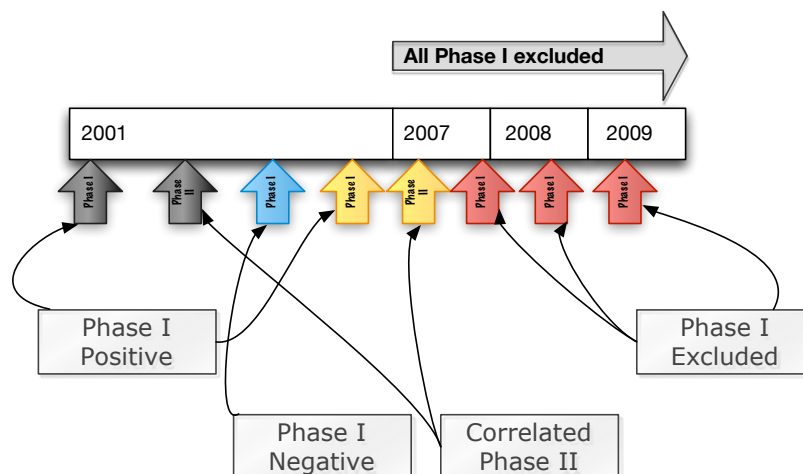 All Phase I excluded
2001
2007
2008
2009
Phase I
Phase II
Phase I
Phase I
Phase II
Phase I
Phase I
Phase I
Phase I
Positive
Phase I
Excluded
Phase I
Negative
Correlated
Phase II